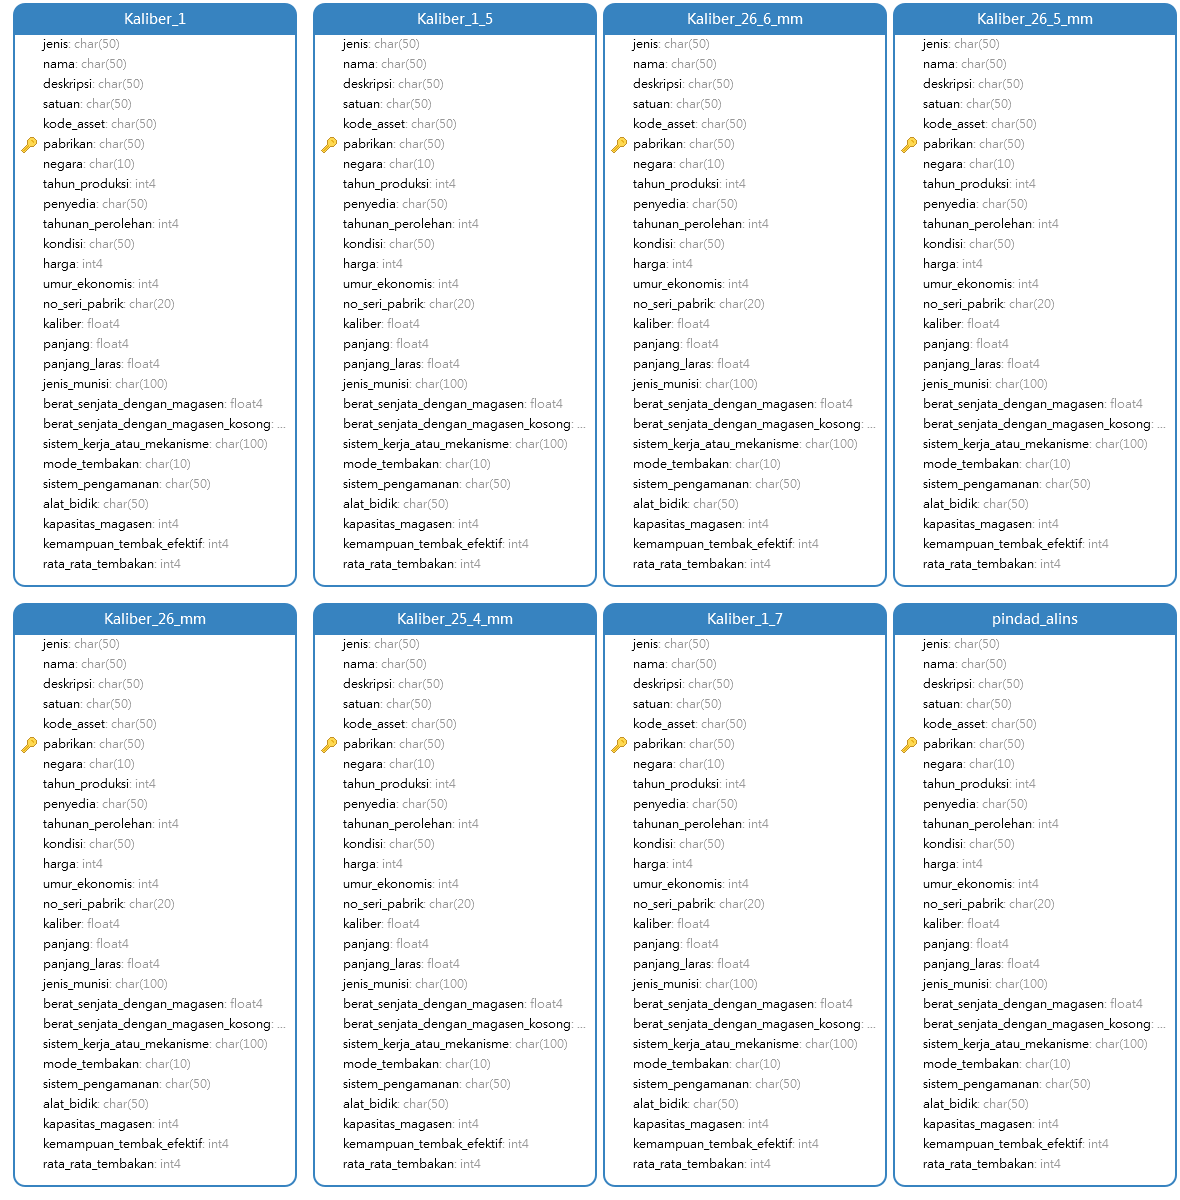 Kaliber_1
jenis: char(50)
nama: char(50)
deskripsi: char(50)
satuan: char(50)
kode_asset: char(50)
pabrikan: char(50)
negara: char(10)
tahun_produksi: int4
penyedia: char(50)
tahunan_perolehan: int4
kondisi: char(50)
harga: int4
umur_ekonomis: int4
no_seri_pabrik: char(20)
kaliber: float4
panjang: float4
panjang_laras: float4
jenis_munisi: char(100)
berat_senjata_dengan_magasen: float4
berat_senjata_dengan_magasen_kosong: ...
sistem_kerja_atau_mekanisme: char(100)
mode_tembakan: char(10)
sistem_pengamanan: char(50)
alat_bidik: char(50)
kapasitas_magasen: int4
kemampuan_tembak_efektif: int4
rata_rata_tembakan: int4
Kaliber_1_5
jenis: char(50)
nama: char(50)
deskripsi: char(50)
satuan: char(50)
kode_asset: char(50)
pabrikan: char(50)
negara: char(10)
tahun_produksi: int4
penyedia: char(50)
tahunan_perolehan: int4
kondisi: char(50)
harga: int4
umur_ekonomis: int4
no_seri_pabrik: char(20)
kaliber: float4
panjang: float4
panjang_laras: float4
jenis_munisi: char(100)
berat_senjata_dengan_magasen: float4
berat_senjata_dengan_magasen_kosong: ...
sistem_kerja_atau_mekanisme: char(100)
mode_tembakan: char(10)
sistem_pengamanan: char(50)
alat_bidik: char(50)
kapasitas_magasen: int4
kemampuan_tembak_efektif: int4
rata_rata_tembakan: int4
Kaliber_26_6_mm
jenis: char(50)
nama: char(50)
deskripsi: char(50)
satuan: char(50)
kode_asset: char(50)
pabrikan: char(50)
negara: char(10)
tahun_produksi: int4
penyedia: char(50)
tahunan_perolehan: int4
kondisi: char(50)
harga: int4
umur_ekonomis: int4
no_seri_pabrik: char(20)
kaliber: float4
panjang: float4
panjang_laras: float4
jenis_munisi: char(100)
berat_senjata_dengan_magasen: float4
berat_senjata_dengan_magasen_kosong: ...
sistem_kerja_atau_mekanisme: char(100)
mode_tembakan: char(10)
sistem_pengamanan: char(50)
alat_bidik: char(50)
kapasitas_magasen: int4
kemampuan_tembak_efektif: int4
rata_rata_tembakan: int4
Kaliber_26_5_mm
jenis: char(50)
nama: char(50)
deskripsi: char(50)
satuan: char(50)
kode_asset: char(50)
pabrikan: char(50)
negara: char(10)
tahun_produksi: int4
penyedia: char(50)
tahunan_perolehan: int4
kondisi: char(50)
harga: int4
umur_ekonomis: int4
no_seri_pabrik: char(20)
kaliber: float4
panjang: float4
panjang_laras: float4
jenis_munisi: char(100)
berat_senjata_dengan_magasen: float4
berat_senjata_dengan_magasen_kosong: ...
sistem_kerja_atau_mekanisme: char(100)
mode_tembakan: char(10)
sistem_pengamanan: char(50)
alat_bidik: char(50)
kapasitas_magasen: int4
kemampuan_tembak_efektif: int4
rata_rata_tembakan: int4
Kaliber_26_mm
jenis: char(50)
nama: char(50)
deskripsi: char(50)
satuan: char(50)
kode_asset: char(50)
pabrikan: char(50)
negara: char(10)
tahun_produksi: int4
penyedia: char(50)
tahunan_perolehan: int4
kondisi: char(50)
harga: int4
umur_ekonomis: int4
no_seri_pabrik: char(20)
kaliber: float4
panjang: float4
panjang_laras: float4
jenis_munisi: char(100)
berat_senjata_dengan_magasen: float4
berat_senjata_dengan_magasen_kosong: ...
sistem_kerja_atau_mekanisme: char(100)
mode_tembakan: char(10)
sistem_pengamanan: char(50)
alat_bidik: char(50)
kapasitas_magasen: int4
kemampuan_tembak_efektif: int4
rata_rata_tembakan: int4
Kaliber_25_4_mm
jenis: char(50)
nama: char(50)
deskripsi: char(50)
satuan: char(50)
kode_asset: char(50)
pabrikan: char(50)
negara: char(10)
tahun_produksi: int4
penyedia: char(50)
tahunan_perolehan: int4
kondisi: char(50)
harga: int4
umur_ekonomis: int4
no_seri_pabrik: char(20)
kaliber: float4
panjang: float4
panjang_laras: float4
jenis_munisi: char(100)
berat_senjata_dengan_magasen: float4
berat_senjata_dengan_magasen_kosong: ...
sistem_kerja_atau_mekanisme: char(100)
mode_tembakan: char(10)
sistem_pengamanan: char(50)
alat_bidik: char(50)
kapasitas_magasen: int4
kemampuan_tembak_efektif: int4
rata_rata_tembakan: int4
Kaliber_1_7
jenis: char(50)
nama: char(50)
deskripsi: char(50)
satuan: char(50)
kode_asset: char(50)
pabrikan: char(50)
negara: char(10)
tahun_produksi: int4
penyedia: char(50)
tahunan_perolehan: int4
kondisi: char(50)
harga: int4
umur_ekonomis: int4
no_seri_pabrik: char(20)
kaliber: float4
panjang: float4
panjang_laras: float4
jenis_munisi: char(100)
berat_senjata_dengan_magasen: float4
berat_senjata_dengan_magasen_kosong: ...
sistem_kerja_atau_mekanisme: char(100)
mode_tembakan: char(10)
sistem_pengamanan: char(50)
alat_bidik: char(50)
kapasitas_magasen: int4
kemampuan_tembak_efektif: int4
rata_rata_tembakan: int4
pindad_alins
jenis: char(50)
nama: char(50)
deskripsi: char(50)
satuan: char(50)
kode_asset: char(50)
pabrikan: char(50)
negara: char(10)
tahun_produksi: int4
penyedia: char(50)
tahunan_perolehan: int4
kondisi: char(50)
harga: int4
umur_ekonomis: int4
no_seri_pabrik: char(20)
kaliber: float4
panjang: float4
panjang_laras: float4
jenis_munisi: char(100)
berat_senjata_dengan_magasen: float4
berat_senjata_dengan_magasen_kosong: ...
sistem_kerja_atau_mekanisme: char(100)
mode_tembakan: char(10)
sistem_pengamanan: char(50)
alat_bidik: char(50)
kapasitas_magasen: int4
kemampuan_tembak_efektif: int4
rata_rata_tembakan: int4